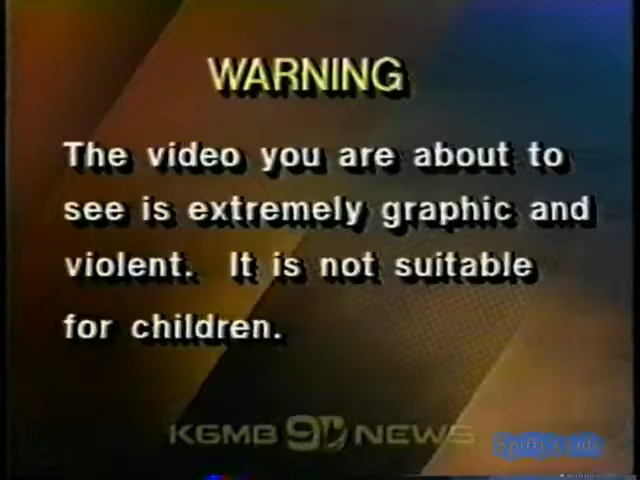 WARNING
The video you are about to
see is extremely graphic and
violent. It is not suitable
for children.
KGMB 9 NEWS